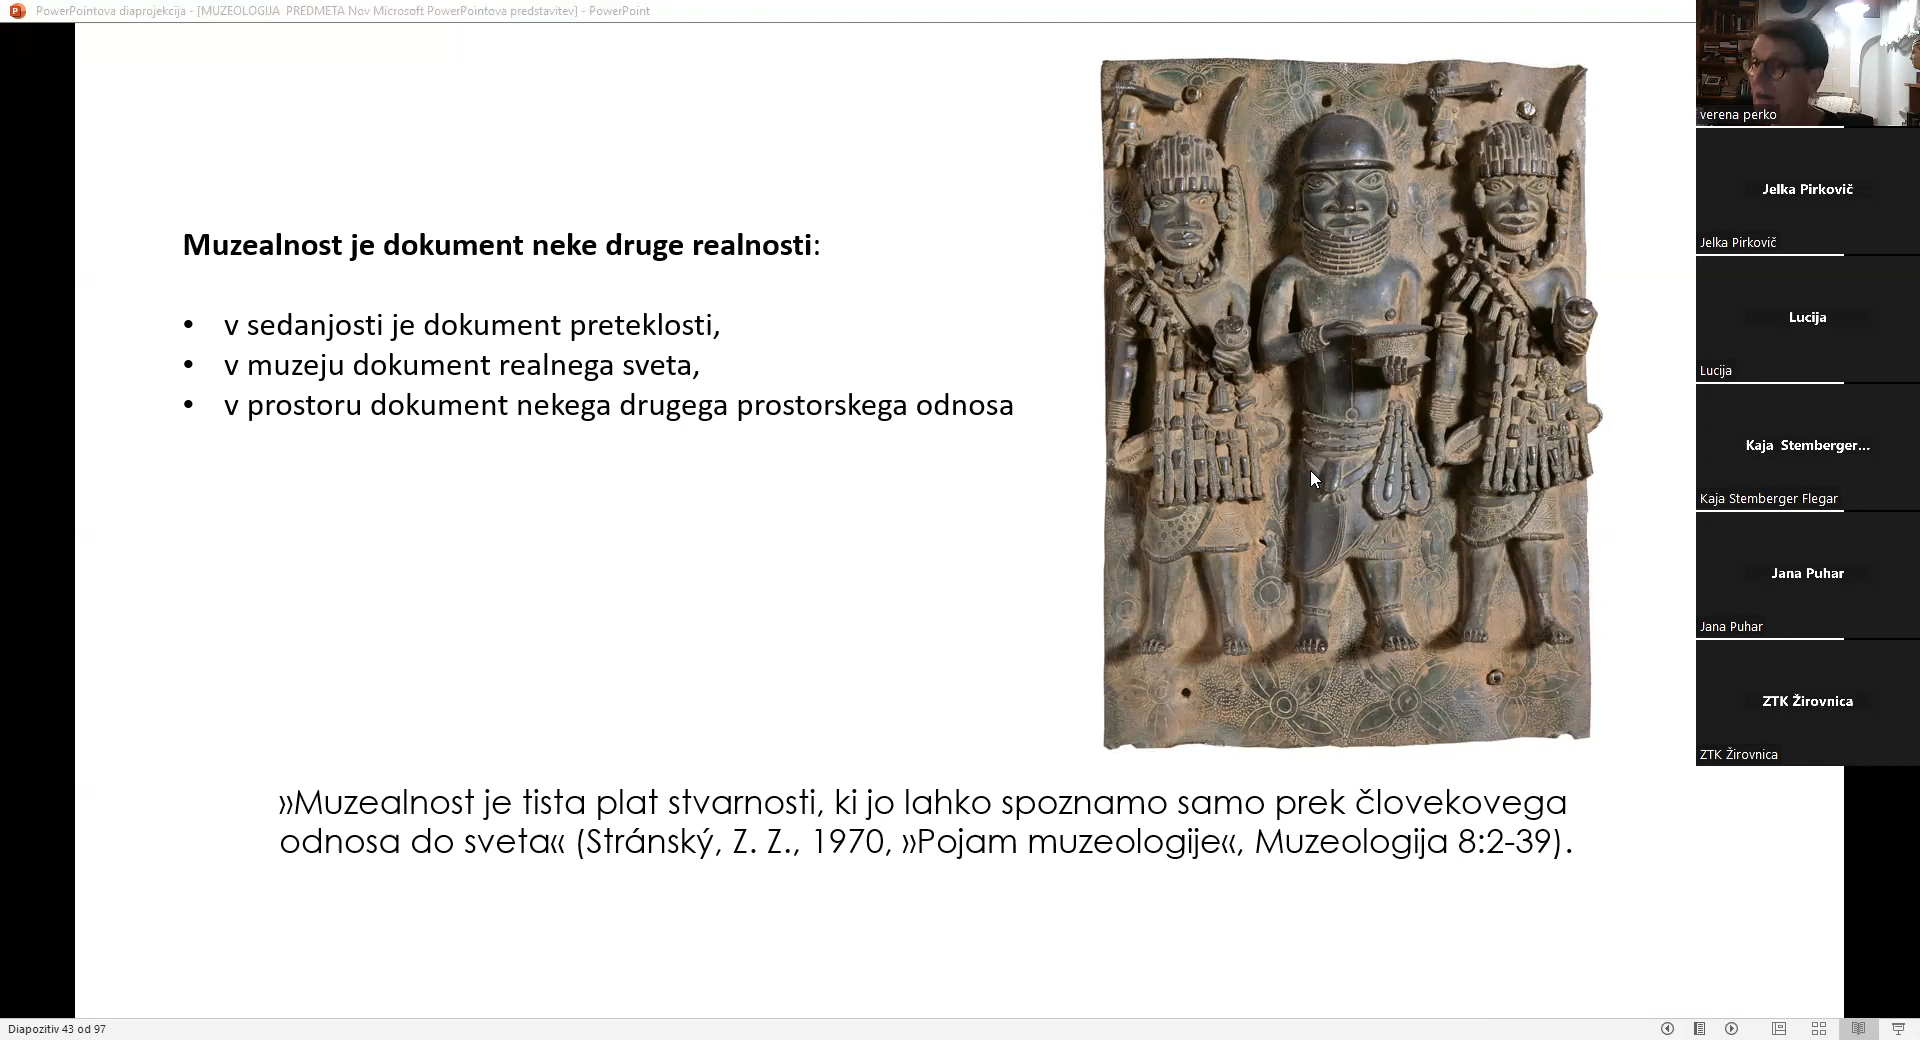 PowerPointova diaprojekcija - [MUZEOLOGIJA  PREDMETA Nov Microsoft PowerPointova predstavitev] - PowerPoint
Muzealnost je dokument neke druge realnosti:
• v sedanjosti je dokument preteklosti,
• v muzeju dokument realnega sveta,
• v prostoru dokument nekega drugega prostorskega odnosa
»Muzealnost je tista plat stvarnosti, ki jo lahko spoznamo samo prek človekovega
odnosa do sveta« (Stránský, Z. Z., 1970, »Pojam muzeologije«, Muzeologija 8:2-39).
verena perko
Jelka Pirkovič
Jelka Pirkovič
Lucija
Lucija
Kaja Stemberger...
Kaja Stemberger Flegar
Jana Puhar
Jana Puhar
ZTK Žirovnica
ZTK Žirovnica
Diapozitiv 43 od 97